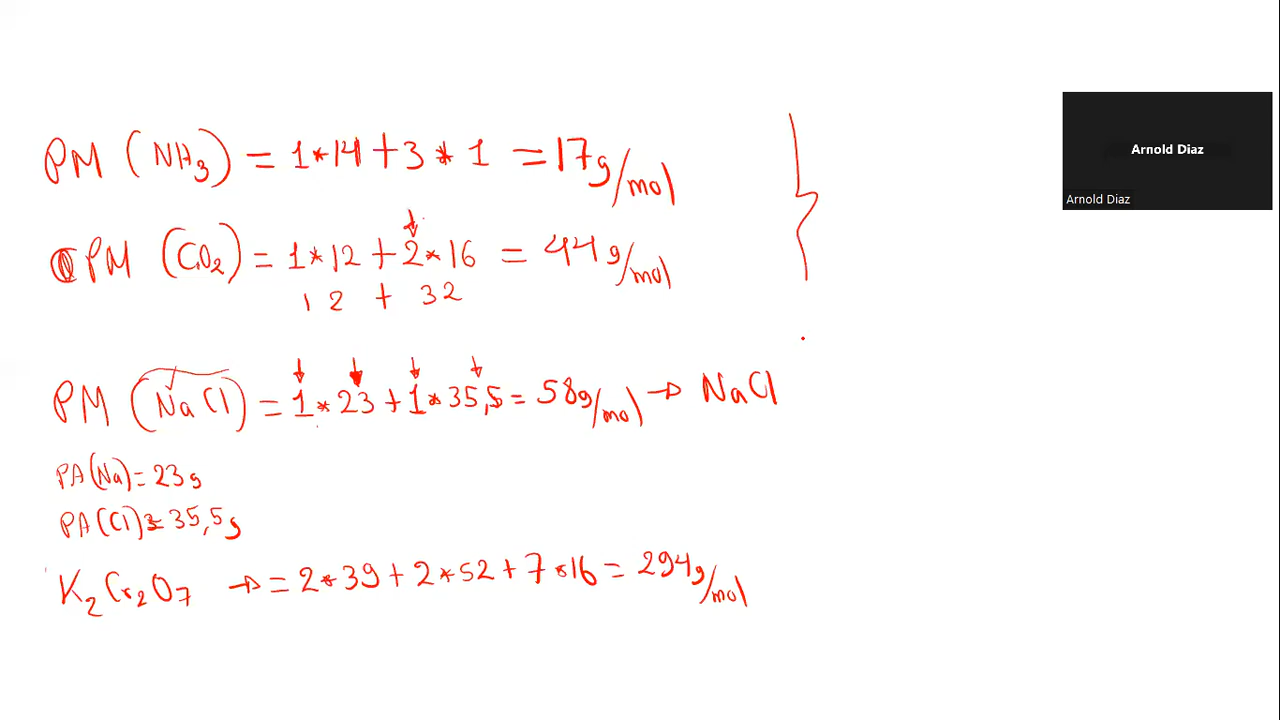 PM (NH3) = 1*14+3*1 = 17g/mol
PM (CO2) = 1*12+2*16 = 44g/mol
12 + 32
PM (NaCl) = 1*23+1*35,5=58g/mol → NaCl
PA(Na)=23g
PA(Cl)=35,5g
K2Cr2O7 → = 2*39+2*52+7*16=294g/mol
Arnold Diaz
Arnold Diaz